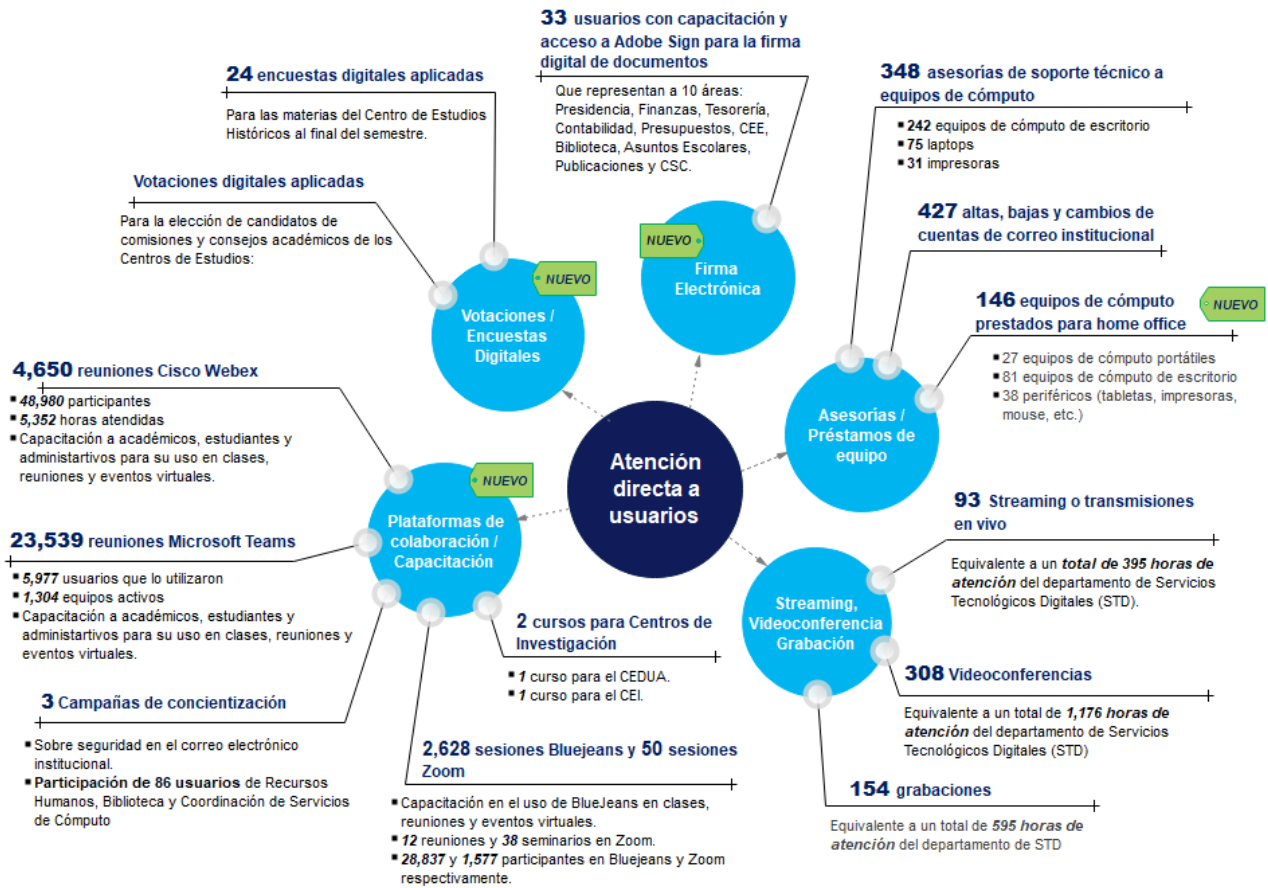 33 usuarios con capacitación y
acceso a Adobe Sign para la firma
digital de documentos
Que representan a 10 áreas:
Presidencia, Finanzas, Tesorería,
Contabilidad, Presupuestos, CEE,
Biblioteca, Asuntos Escolares,
Publicaciones y CSC.
24 encuestas digitales aplicadas
Para las materias del Centro de Estudios
Históricos al final del semestre.
Votaciones digitales aplicadas
Para la elección de candidatos de
comisiones y consejos académicos de los
Centros de Estudios:
348 asesorías de soporte técnico a
equipos de cómputo
▪ 242 equipos de cómputo de escritorio
▪ 75 laptops
▪ 31 impresoras
427 altas, bajas y cambios de
cuentas de correo institucional
146 equipos de cómputo
prestados para home office
NUEVO
▪ 27 equipos de cómputo portátiles
▪ 81 equipos de cómputo de escritorio
▪ 38 periféricos (tabletas, impresoras,
mouse, etc.)
NUEVO
Firma
Electrónica
NUEVO
Votaciones /
Encuestas
Digitales
Asesorías /
Préstamos de
equipo
Atención
directa a
usuarios
NUEVO
Plataformas de
colaboración /
Capacitación
Streaming,
Videoconferencia
Grabación
4,650 reuniones Cisco Webex
▪ 48,980 participantes
▪ 5,352 horas atendidas
▪ Capacitación a académicos, estudiantes y
administartivos para su uso en clases,
reuniones y eventos virtuales.
23,539 reuniones Microsoft Teams
▪ 5,977 usuarios que lo utilizaron
▪ 1,304 equipos activos
▪ Capacitación a académicos, estudiantes y
administartivos para su uso en clases, reuniones y
eventos virtuales.
3 Campañas de concientización
▪ Sobre seguridad en el correo electrónico
institucional.
▪ Participación de 86 usuarios de Recursos
Humanos, Biblioteca y Coordinación de Servicios
de Cómputo
2 cursos para Centros de
Investigación
▪ 1 curso para el CEDUA.
▪ 1 curso para el CEI.
2,628 sesiones Bluejeans y 50 sesiones
Zoom
▪ Capacitación en el uso de BlueJeans en clases,
reuniones y eventos virtuales.
▪ 12 reuniones y 38 seminarios en Zoom.
▪ 28,837 y 1,577 participantes en Bluejeans y Zoom
respectivamente.
93 Streaming o transmisiones
en vivo
Equivalente a un total de 395 horas de
atención del departamento de Servicios
Tecnológicos Digitales (STD).
308 Videoconferencias
Equivalente a un total de 1,176 horas de
atención del departamento de Servicios
Tecnológicos Digitales (STD)
154 grabaciones
Equivalente a un total de 595 horas de
atención del departamento de STD